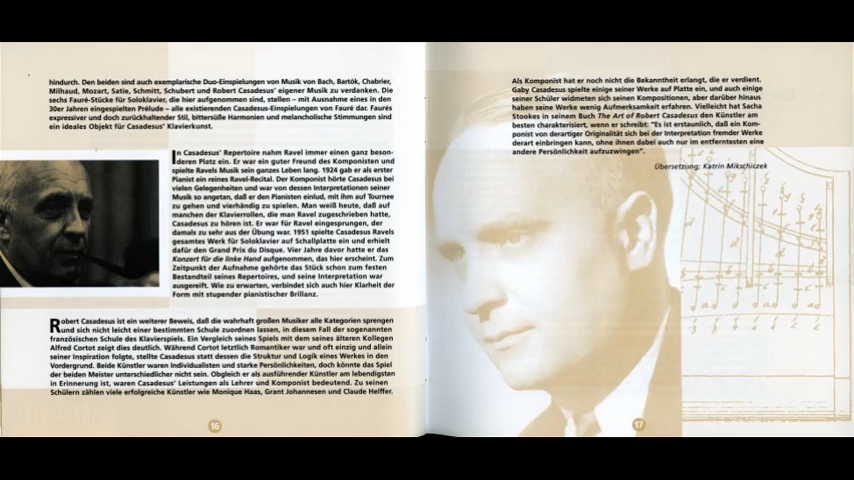 hindurch. Den beiden sind auch exemplarische Duo-Einspielungen von Musik von Bach, Bartók, Chabrier,
Milhaud, Mozart, Satie, Schmitt, Schubert und Robert Casadesus' eigener Musik zu verdanken. Die
sechs Fauré-Stücke für Soloklavier, die hier aufgenommen sind, stellen – mit Ausnahme eines in den
30er Jahren eingespielten Prélude – alle existierenden Casadesus-Einspielungen von Fauré dar. Faurés
expressiver und doch zurückhaltender Stil, bittersüße Harmonien und melancholische Stimmungen sind
ein ideales Objekt für Casadesus' Klavierkunst.
In Casadesus' Repertoire nahm Ravel immer einen ganz beson-
deren Platz ein. Er war ein guter Freund des Komponisten und
spielte Ravels Musik sein ganzes Leben lang. 1924 gab er als erster
Pianist ein reines Ravel-Recital. Der Komponist hörte Casadesus bei
vielen Gelegenheiten und war von dessen Interpretationen seiner
Musik so angetan, daß er den Pianisten einlud, mit ihm auf Tournee
zu gehen und vierhändig zu spielen. Man weiß heute, daß auf
manchen der Klavierrollen, die man Ravel zugeschrieben hatte,
Casadesus zu hören ist. Er war für Ravel eingesprungen, der
damals zu sehr aus der Übung war. 1951 spielte Casadesus Ravels
gesamtes Werk für Soloklavier auf Schallplatte ein und erhielt
dafür den Grand Prix du Disque. Vier Jahre davor hatte er das
Konzert für die linke Hand aufgenommen, das hier erscheint. Zum
Zeitpunkt der Aufnahme gehörte das Stück schon zum festen
Bestandteil seines Repertoires, und seine Interpretation war
ausgereift. Wie zu erwarten, verbindet sich auch hier Klarheit der
Form mit stupender pianistischer Brillanz.
Robert Casadesus ist ein weiterer Beweis, daß die wahrhaft großen Musiker alle Kategorien sprengen
und sich nicht leicht einer bestimmten Schule zuordnen lassen, in diesem Fall der sogenannten
französischen Schule des Klavierspiels. Ein Vergleich seines Spiels mit dem seines älteren Kollegen
Alfred Cortot zeigt dies deutlich. Während Cortot letztlich Romantiker war und oft einzig und allein
seiner Inspiration folgte, stellte Casadesus statt dessen die Struktur und Logik eines Werkes in den
Vordergrund. Beide Künstler waren Individualisten und starke Persönlichkeiten, doch könnte das Spiel
der beiden Meister unterschiedlicher nicht sein. Obgleich er als ausführender Künstler am lebendigsten
in Erinnerung ist, waren Casadesus' Leistungen als Lehrer und Komponist bedeutend. Zu seinen
Schülern zählen viele erfolgreiche Künstler wie Monique Haas, Grant Johannesen und Claude Helffer.
16
Als Komponist hat er noch nicht die Bekanntheit erlangt, die er verdient.
Gaby Casadesus spielte einige seiner Werke auf Platte ein, und auch einige
seiner Schüler widmeten sich seinen Kompositionen, aber darüber hinaus
haben seine Werke wenig Aufmerksamkeit erfahren. Vielleicht hat Sacha
Stookes in seinem Buch The Art of Robert Casadesus den Künstler am
besten charakterisiert, wenn er schreibt: "Es ist erstaunlich, daß ein Kom-
ponist von derartiger Originalität sich bei der Interpretation fremder Werke
derart einbringen kann, ohne ihnen dabei auch nur im entferntesten eine
andere Persönlichkeit aufzuzwingen".
Übersetzung: Katrin Mikschiczek
17